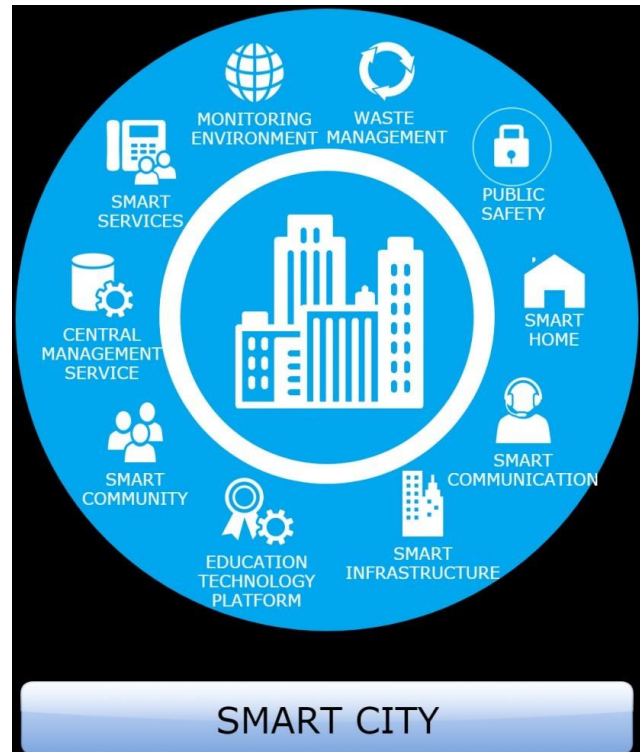 MONITORING
ENVIRONMENT
WASTE
MANAGEMENT
PUBLIC
SAFETY
SMART
HOME
SMART
COMMUNICATION
SMART
INFRASTRUCTURE
EDUCATION
TECHNOLOGY
PLATFORM
SMART
COMMUNITY
CENTRAL
MANAGEMENT
SERVICE
SMART
SERVICES
SMART CITY